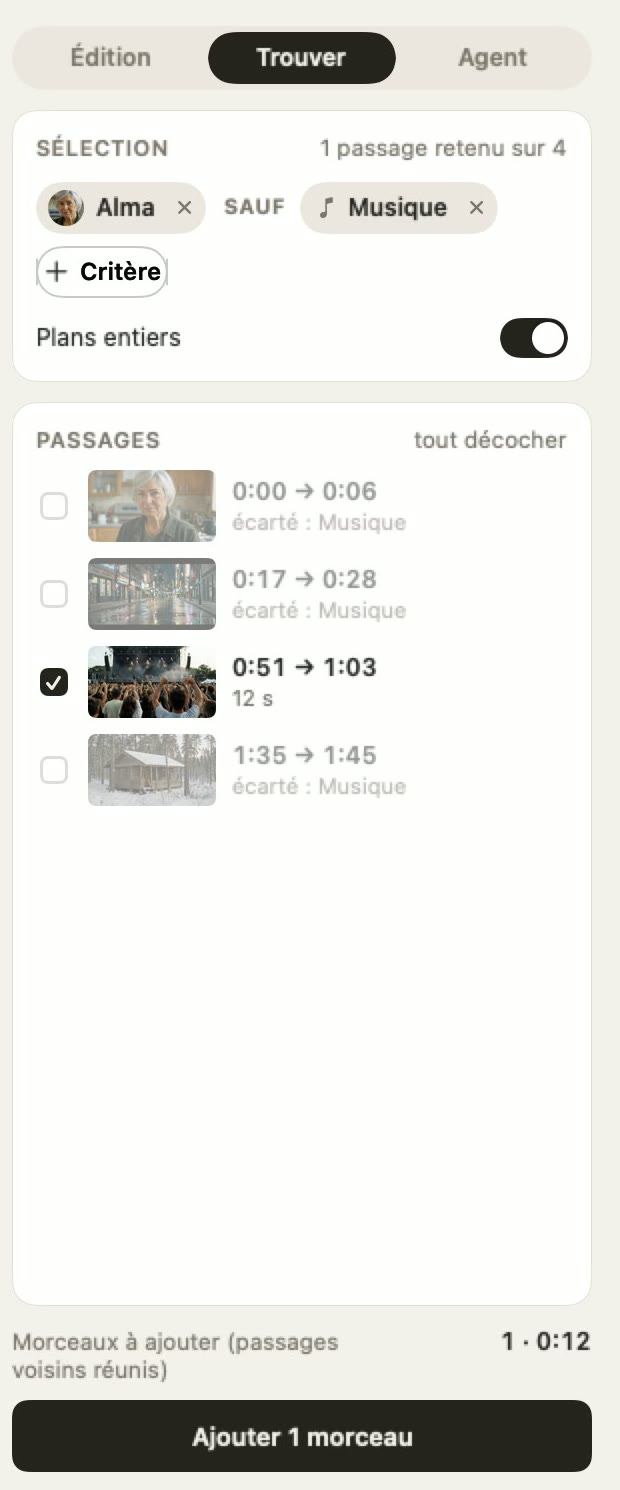 Édition Trouver Agent
SÉLECTION 1 passage retenu sur 4
Alma × SAUF Musique ×
+ Critère
Plans entiers
PASSAGES tout décocher
0:00 → 0:06
écarté : Musique
0:17 → 0:28
écarté : Musique
0:51 → 1:03
12 s
1:35 → 1:45
écarté : Musique
Morceaux à ajouter (passages voisins réunis) 1 · 0:12
Ajouter 1 morceau